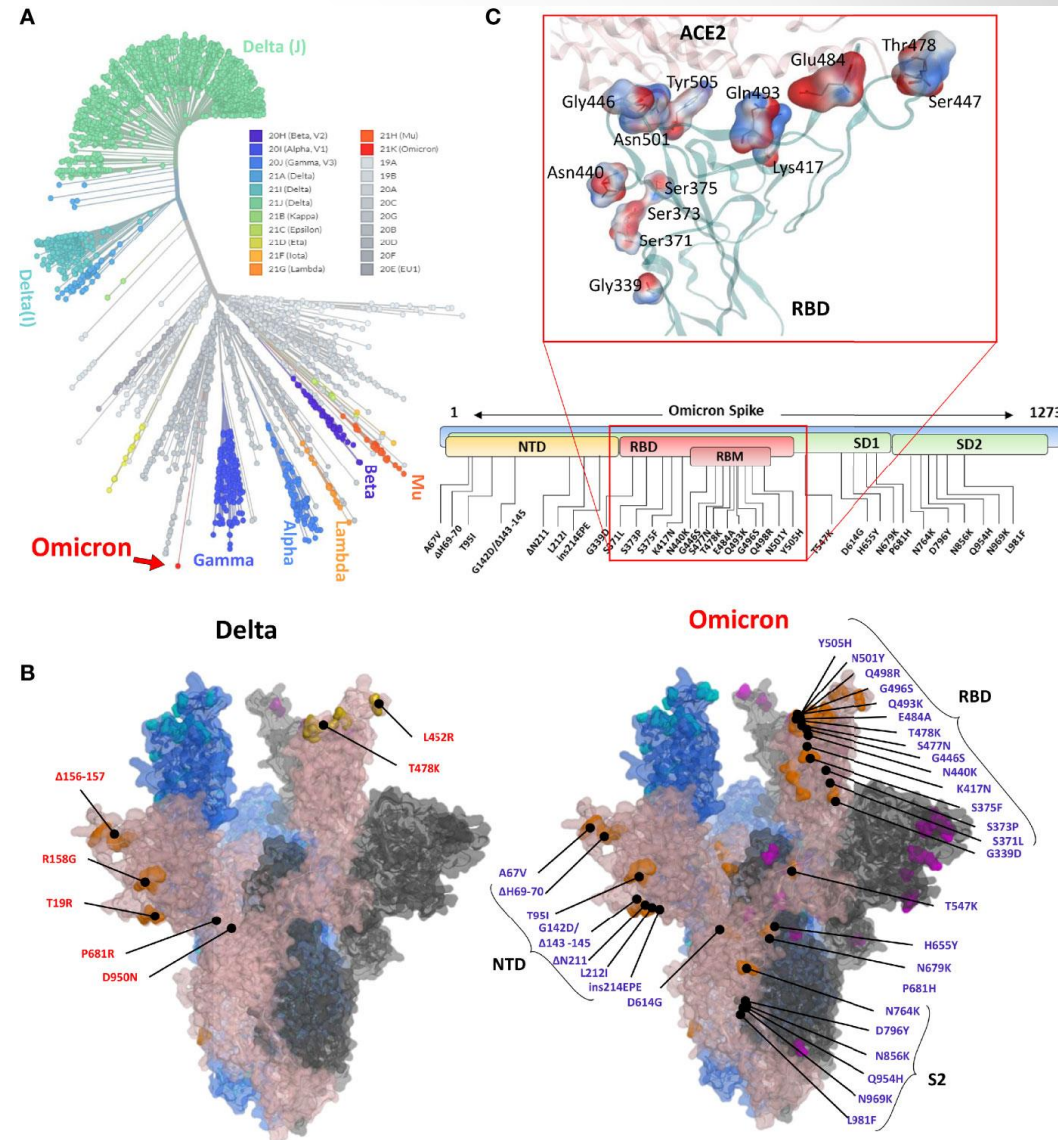 A
Delta (J)
20H (Beta, V2)
20I (Alpha, V1)
20J (Gamma, V3)
21A (Delta)
21I (Delta)
21J (Delta)
21B (Kappa)
21C (Epsilon)
21D (Eta)
21F (Iota)
21G (Lambda)
21H (Mu)
21K (Omicron)
19A
19B
20A
20C
20G
20B
20D
20F
20E (EU1)
Delta(I)
Omicron
Gamma
Alpha
Lambda
Beta
Mu
C
ACE2
Thr478
Glu484
Tyr505
Gln493
Gly446
Ser447
Asn501
Lys417
Asn440
Ser375
Ser373
Ser371
Gly339
RBD
1
Omicron Spike
1273
NTD
RBD
RBM
SD1
SD2
A67V
ΔH69-70
T95I
G142D/Δ143-145
ΔN211
L212I
ins214EPE
G339D
S371L
S373P
S375F
K417N
N440K
G446S
S477N
T478K
E484A
Q493K
G496S
Q498R
N501Y
Y505H
T547K
D614G
H655Y
N679K
P681H
N764K
D796Y
N856K
Q954H
N969K
L981F
B
Delta
L452R
T478K
Δ156-157
R158G
T19R
P681R
D950N
Omicron
Y505H
N501Y
Q498R
G496S
Q493K
E484A
T478K
S477N
G446S
N440K
K417N
S375F
S373P
S371L
G339D
RBD
T547K
H655Y
N679K
P681H
N764K
D796Y
N856K
Q954H
N969K
L981F
S2
A67V
ΔH69-70
T95I
G142D/
Δ143 -145
ΔN211
L212I
ins214EPE
D614G
NTD